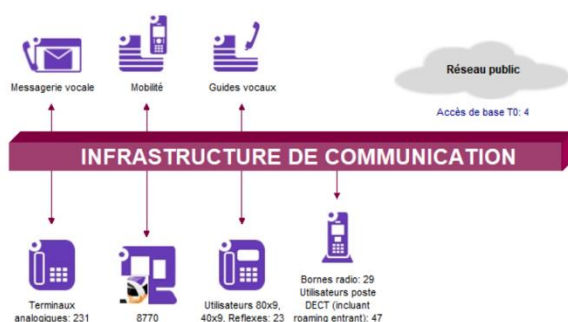 Messagerie vocale
Mobilité
Guides vocaux
Réseau public
Accès de base T0: 4
INFRASTRUCTURE DE COMMUNICATION
Terminaux
analogiques: 231
8770
Utilisateurs 80x9,
40x9, Reflexes: 23
Bornes radio: 29
Utilisateurs poste
DECT (incluant
roaming entrant): 47